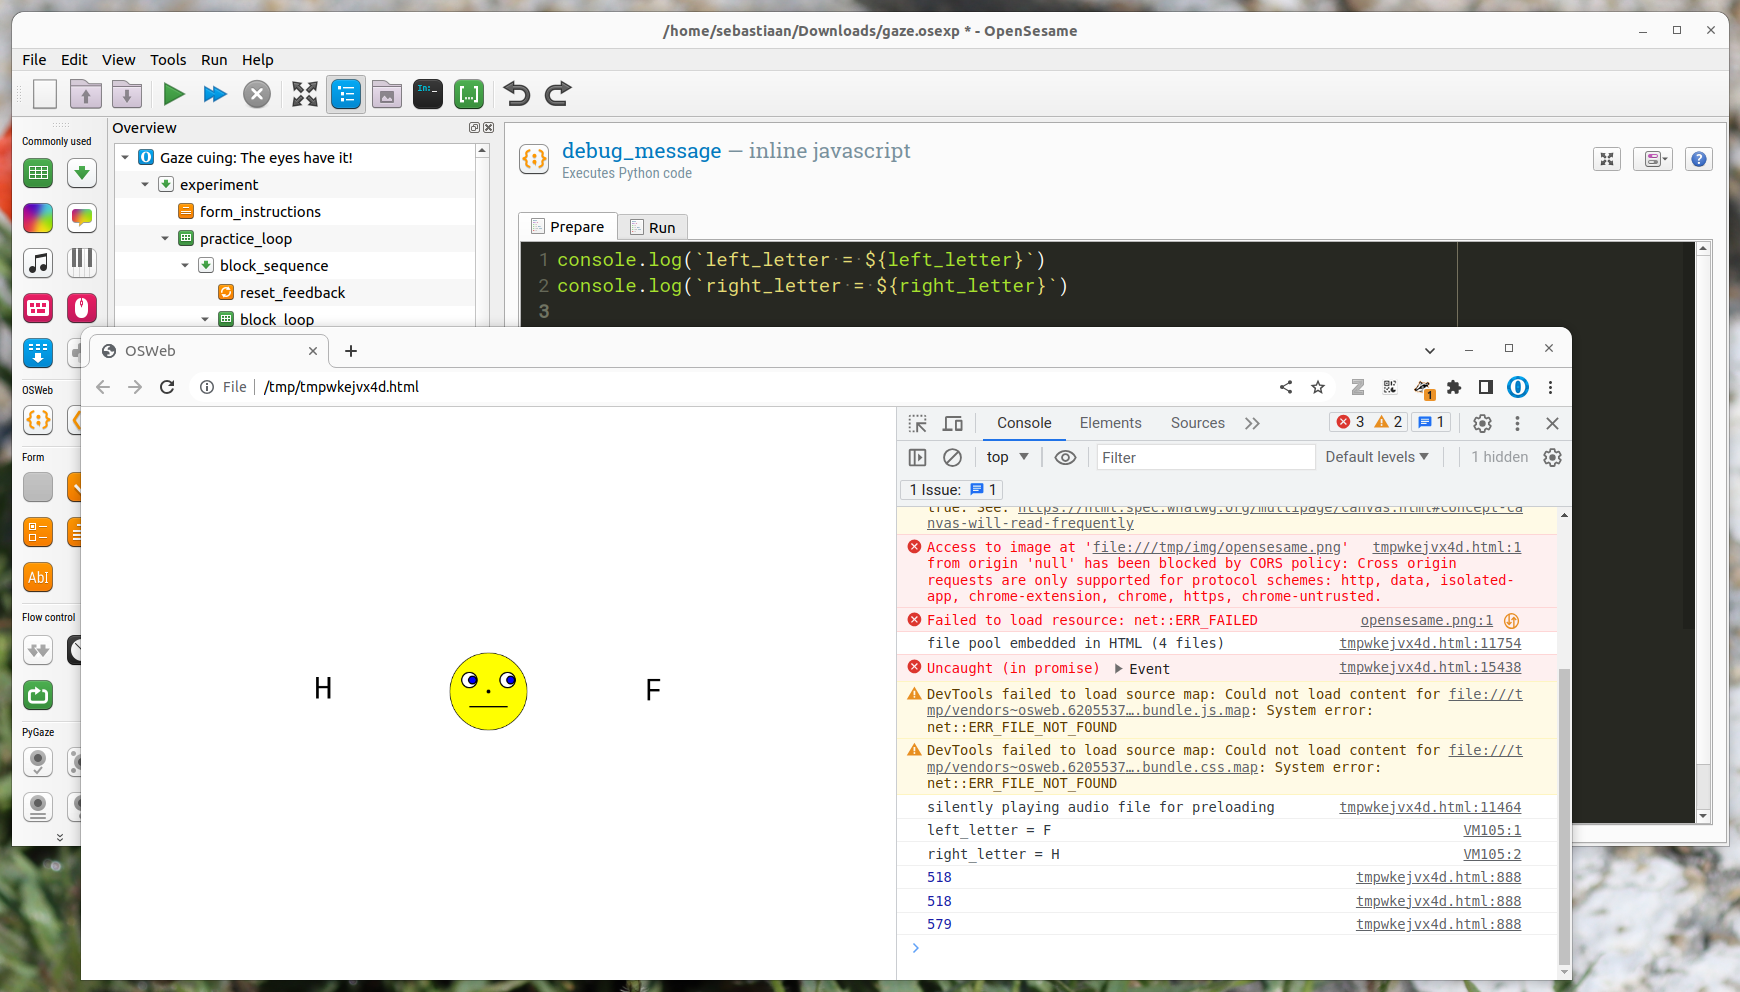 /home/sebastiaan/Downloads/gaze.osexp * - OpenSesame
File Edit View Tools Run Help
Commonly used
Overview
Gaze cuing: The eyes have it!
experiment
form_instructions
practice_loop
block_sequence
reset_feedback
block_loop
OSWeb
Form
AbI
Flow control
PyGaze
debug_message — inline javascript
Executes Python code
Prepare Run
1 console.log(`left_letter = ${left_letter}`)
2 console.log(`right_letter = ${right_letter}`)
3
OSWeb
File /tmp/tmpwkejvx4d.html
1
Console Elements Sources 3 2 1
top Filter Default levels 1 hidden
1 Issue: 1
true. See: https://html.spec.whatwg.org/multipage/canvas.html#concept-ca
nvas-will-read-frequently
Access to image at 'file:///tmp/img/opensesame.png' tmpwkejvx4d.html:1
from origin 'null' has been blocked by CORS policy: Cross origin
requests are only supported for protocol schemes: http, data, isolated-
app, chrome-extension, chrome, https, chrome-untrusted.
Failed to load resource: net::ERR_FAILED opensesame.png:1
file pool embedded in HTML (4 files) tmpwkejvx4d.html:11754
Uncaught (in promise) Event tmpwkejvx4d.html:15438
DevTools failed to load source map: Could not load content for file:///t
mp/vendors~osweb.6205537….bundle.js.map: System error:
net::ERR_FILE_NOT_FOUND
DevTools failed to load source map: Could not load content for file:///t
mp/vendors~osweb.6205537….bundle.css.map: System error:
net::ERR_FILE_NOT_FOUND
silently playing audio file for preloading tmpwkejvx4d.html:11464
left_letter = F VM105:1
right_letter = H VM105:2
518 tmpwkejvx4d.html:888
518 tmpwkejvx4d.html:888
579 tmpwkejvx4d.html:888
H F